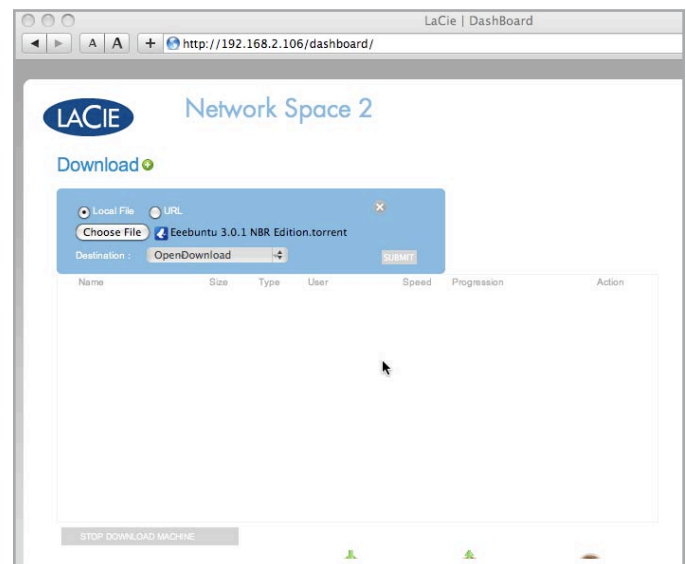 LaCie | DashBoard
A A + http://192.168.2.106/dashboard/
LACIE
Network Space 2
Download
Local File URL
Choose File Eeebuntu 3.0.1 NBR Edition.torrent
Destination : OpenDownload
SUBMIT
Name Size Type User Speed Progression Action
STOP DOWNLOAD MACHINE